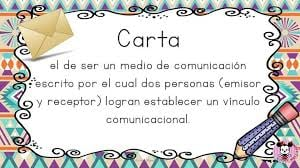 Carta
el de ser un medio de comunicación
escrito por el cual dos personas (emisor
y receptor) logran establecer un vínculo
comunicacional.